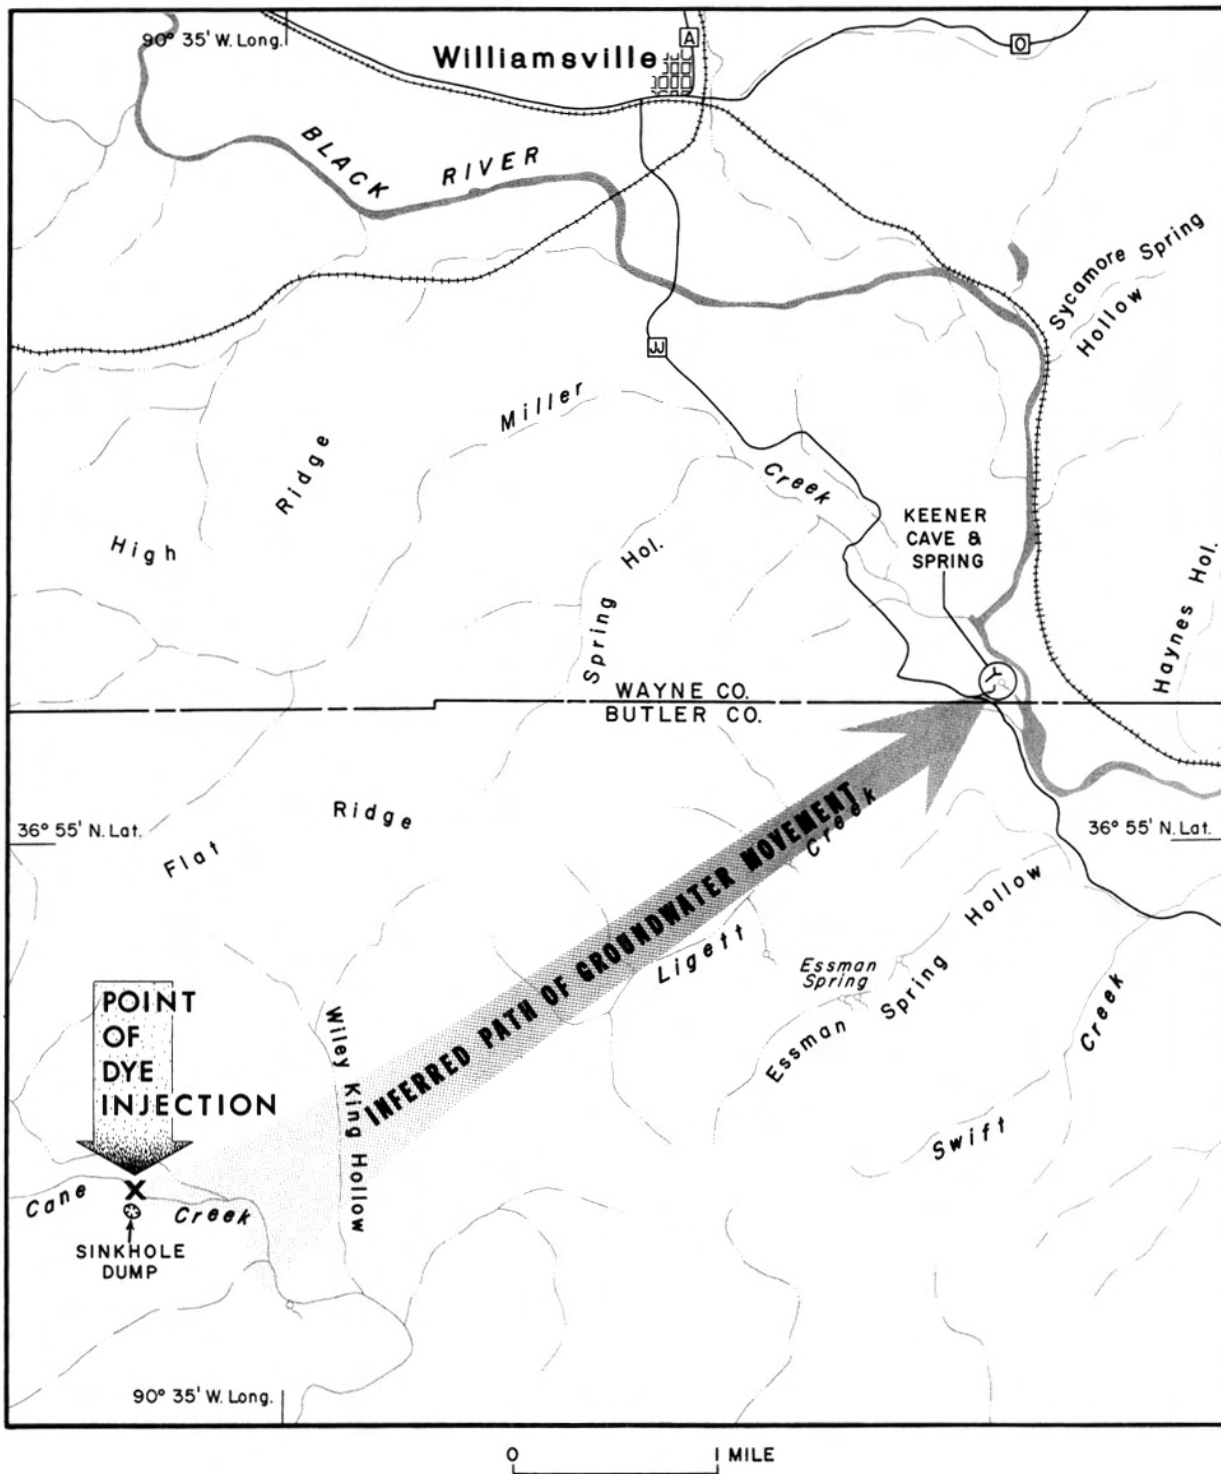 90° 35' W. Long.
A
O
Williamsville
BLACK RIVER
Sycamore Spring
Hollow
JJ
Miller
Creek
High
Ridge
Spring Hol.
KEENER
CAVE &
SPRING
Haynes Hol.
WAYNE CO.
BUTLER CO.
36° 55' N. Lat.
36° 55' N. Lat.
Flat
Ridge
INFERRED PATH OF GROUNDWATER MOVEMENT
Ligett
Creek
Essman
Spring
Essman Spring Hollow
Swift
Creek
Wiley King Hollow
POINT
OF
DYE
INJECTION
X
Cane
Creek
SINKHOLE
DUMP
90° 35' W. Long.
0 1 MILE